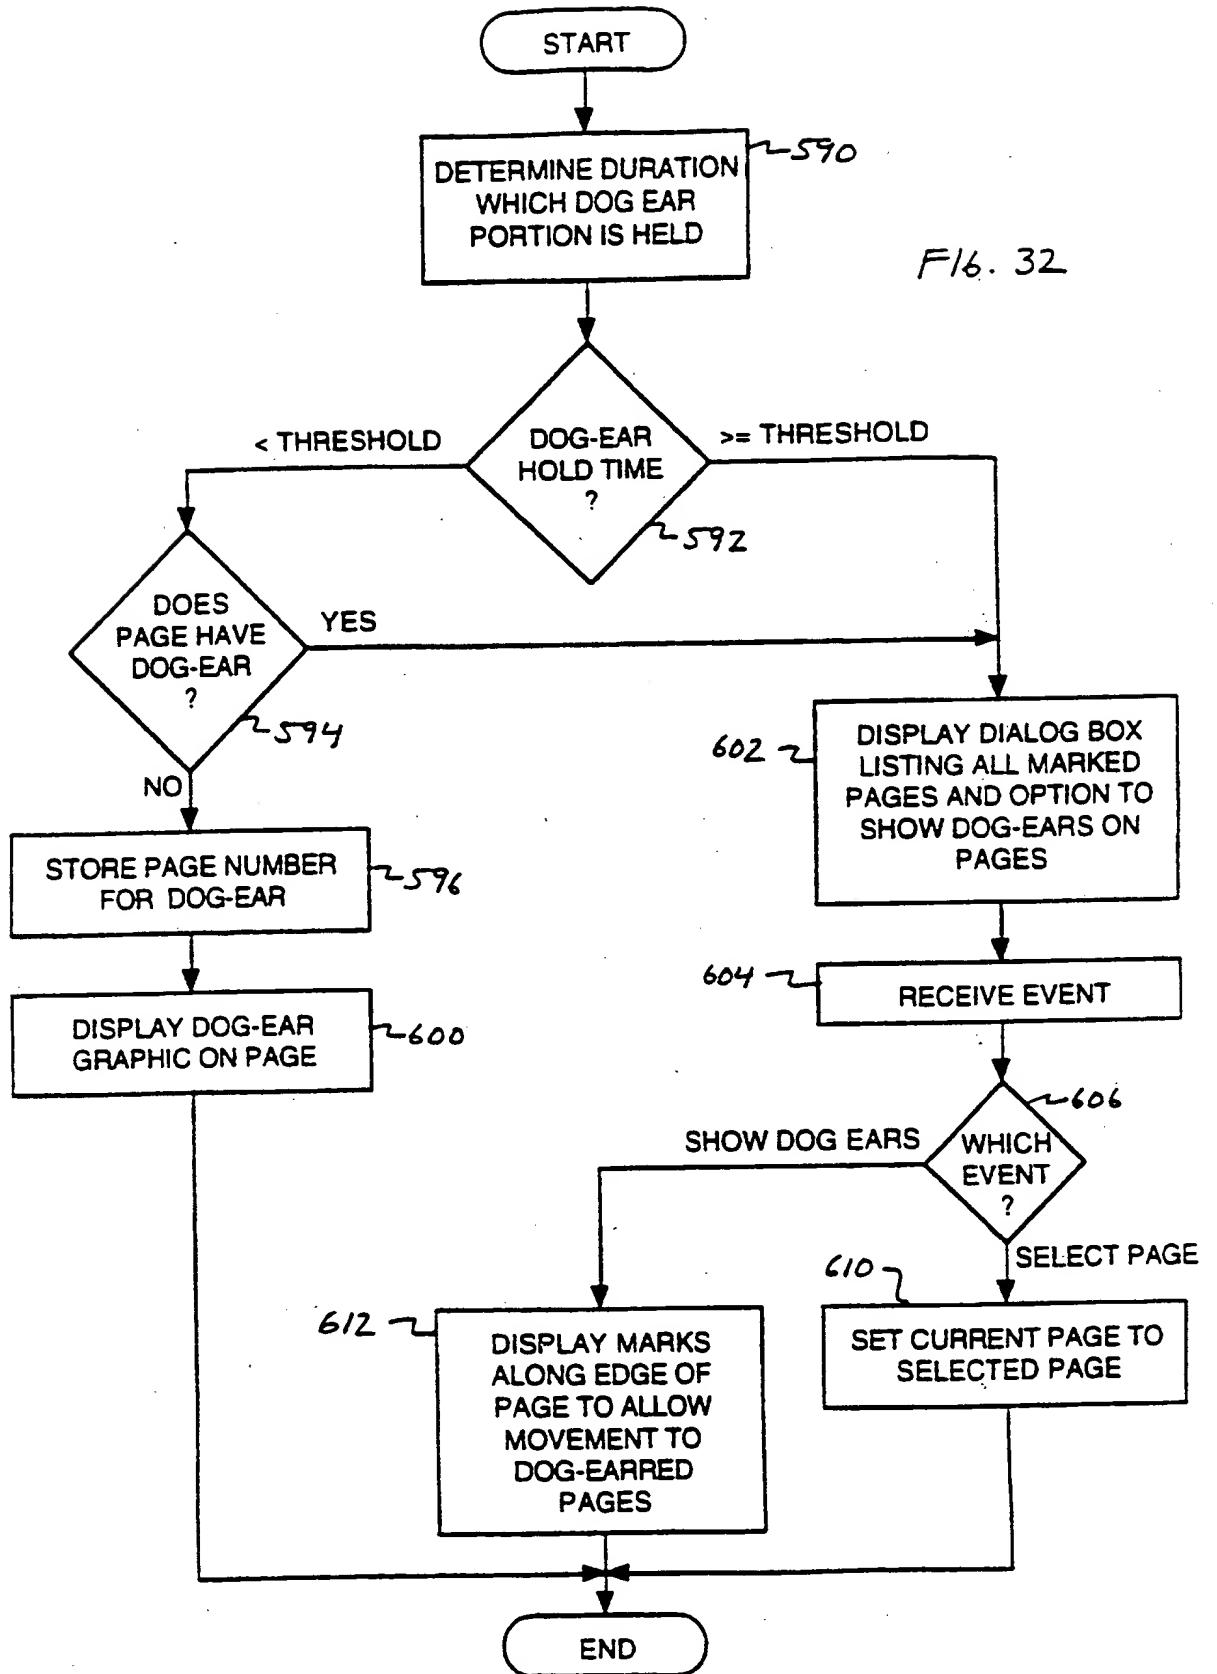 START
590
DETERMINE DURATION
WHICH DOG EAR
PORTION IS HELD
FIG. 32
< THRESHOLD
DOG-EAR
HOLD TIME
?
>= THRESHOLD
592
DOES
PAGE HAVE
DOG-EAR
?
YES
594
NO
STORE PAGE NUMBER
FOR DOG-EAR
596
DISPLAY DOG-EAR
GRAPHIC ON PAGE
600
602
DISPLAY DIALOG BOX
LISTING ALL MARKED
PAGES AND OPTION TO
SHOW DOG-EARS ON
PAGES
604
RECEIVE EVENT
606
SHOW DOG EARS
WHICH
EVENT
?
SELECT PAGE
610
SET CURRENT PAGE TO
SELECTED PAGE
612
DISPLAY MARKS
ALONG EDGE OF
PAGE TO ALLOW
MOVEMENT TO
DOG-EARRED
PAGES
END